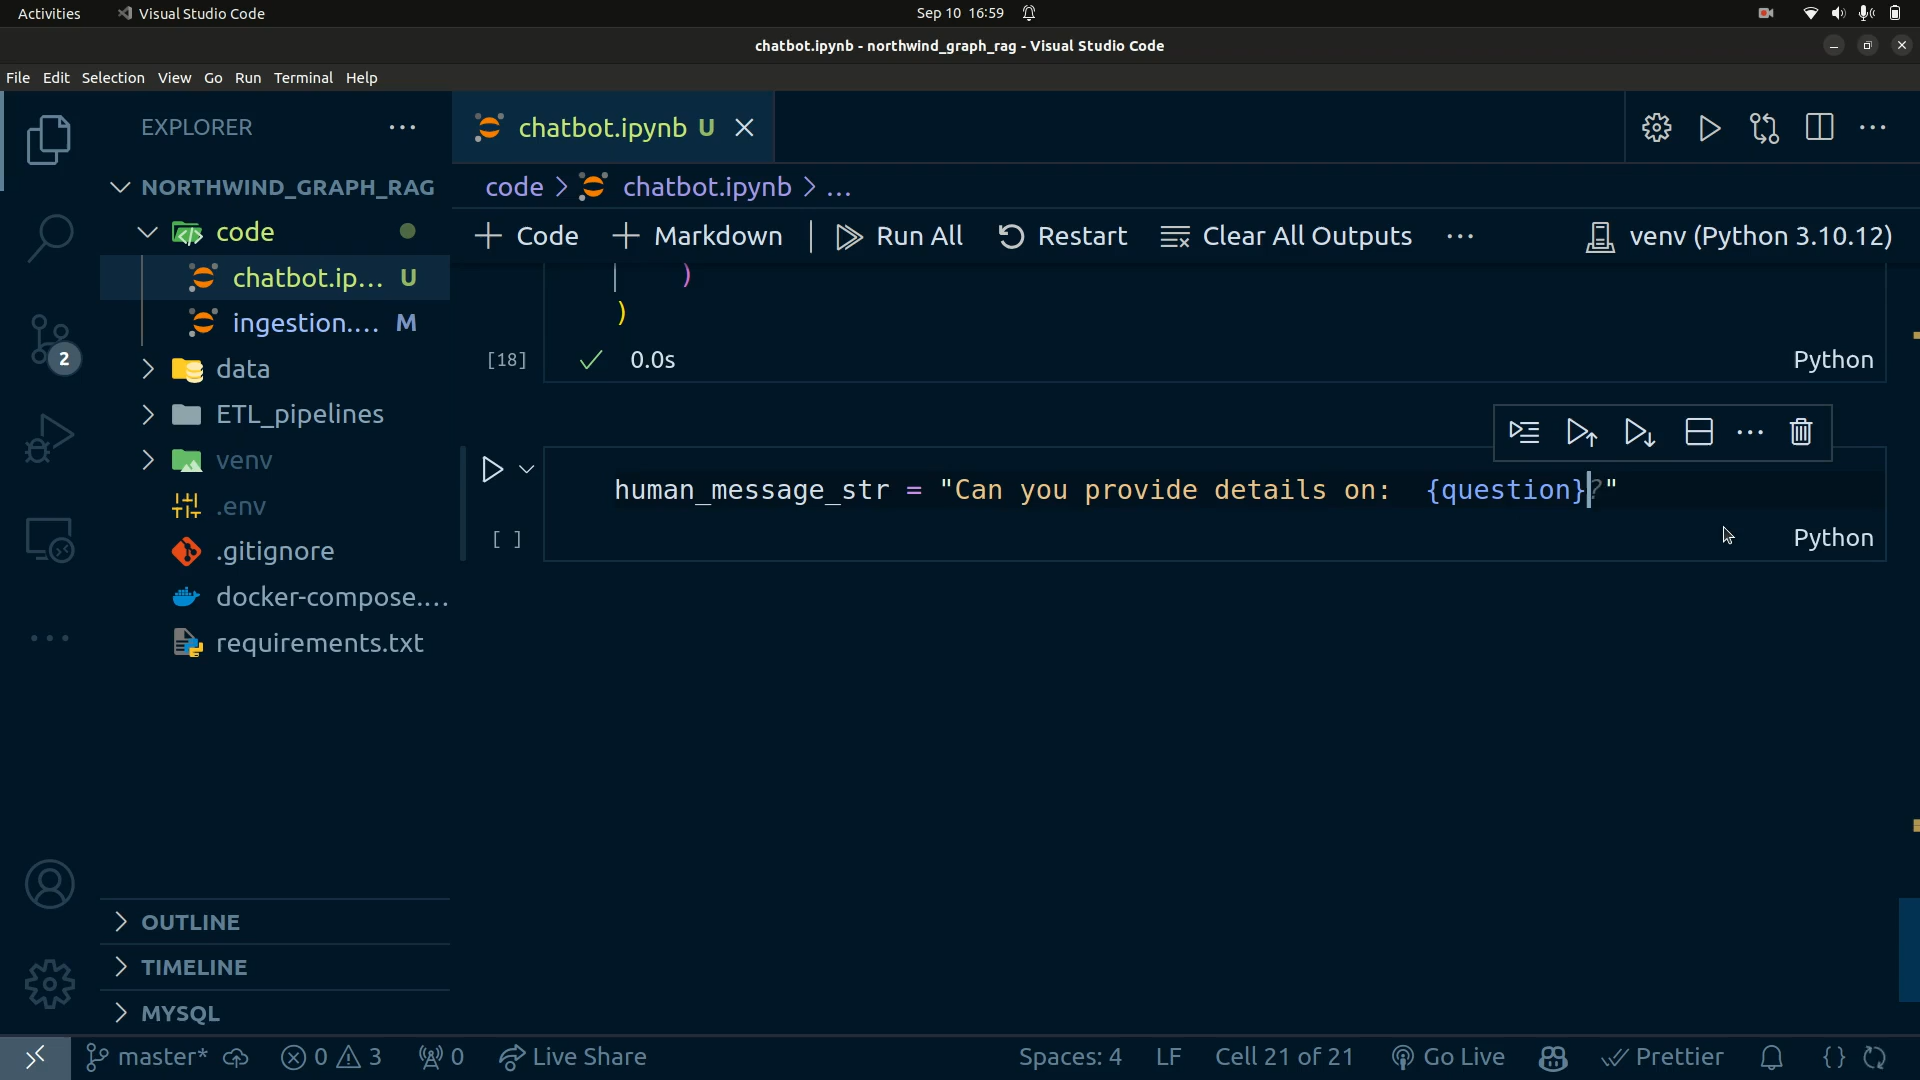 Activities Visual Studio Code Sep 10 16:59
chatbot.ipynb - northwind_graph_rag - Visual Studio Code
File Edit Selection View Go Run Terminal Help
EXPLORER
NORTHWIND_GRAPH_RAG
code
chatbot.ip... U
ingestion.... M
data
ETL_pipelines
venv
.env
.gitignore
docker-compose....
requirements.txt
OUTLINE
TIMELINE
MYSQL
2
chatbot.ipynb U
code > chatbot.ipynb > ...
Code Markdown Run All Restart Clear All Outputs ... venv (Python 3.10.12)
)
)
[18] 0.0s Python
human_message_str = "Can you provide details on:  {question}?"
[ ] Python
master* 0 3 0 Live Share Spaces: 4 LF Cell 21 of 21 Go Live Prettier {}